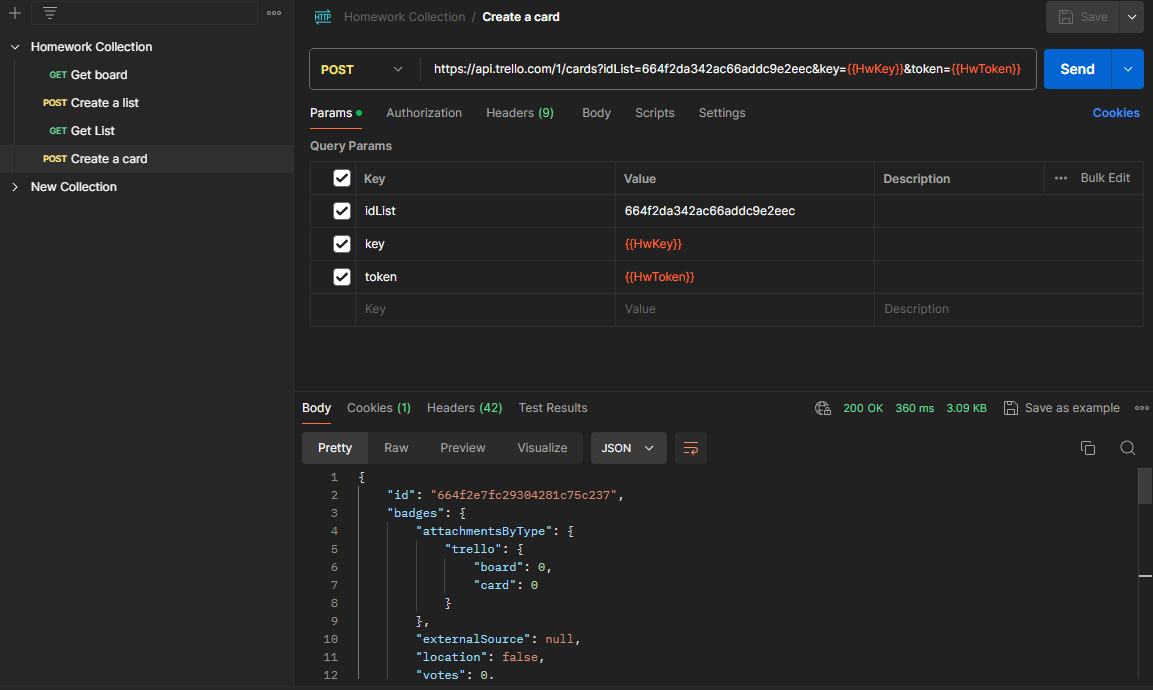 HTTP Homework Collection / Create a card
Save
Homework Collection
GET Get board
POST Create a list
GET Get List
POST Create a card
New Collection
POST https://api.trello.com/1/cards?idList=664f2da342ac66addc9e2eec&key={{HwKey}}&token={{HwToken}}
Send
Params Authorization Headers (9) Body Scripts Settings Cookies
Query Params
Key Value Description Bulk Edit
idList 664f2da342ac66addc9e2eec
key {{HwKey}}
token {{HwToken}}
Key Value Description
Body Cookies (1) Headers (42) Test Results 200 OK 360 ms 3.09 KB Save as example
Pretty Raw Preview Visualize JSON
1 {
2 "id": "664f2e7fc29304281c75c237",
3 "badges": {
4 "attachmentsByType": {
5 "trello": {
6 "board": 0,
7 "card": 0
8 }
9 },
10 "externalSource": null,
11 "location": false,
12 "votes": 0,